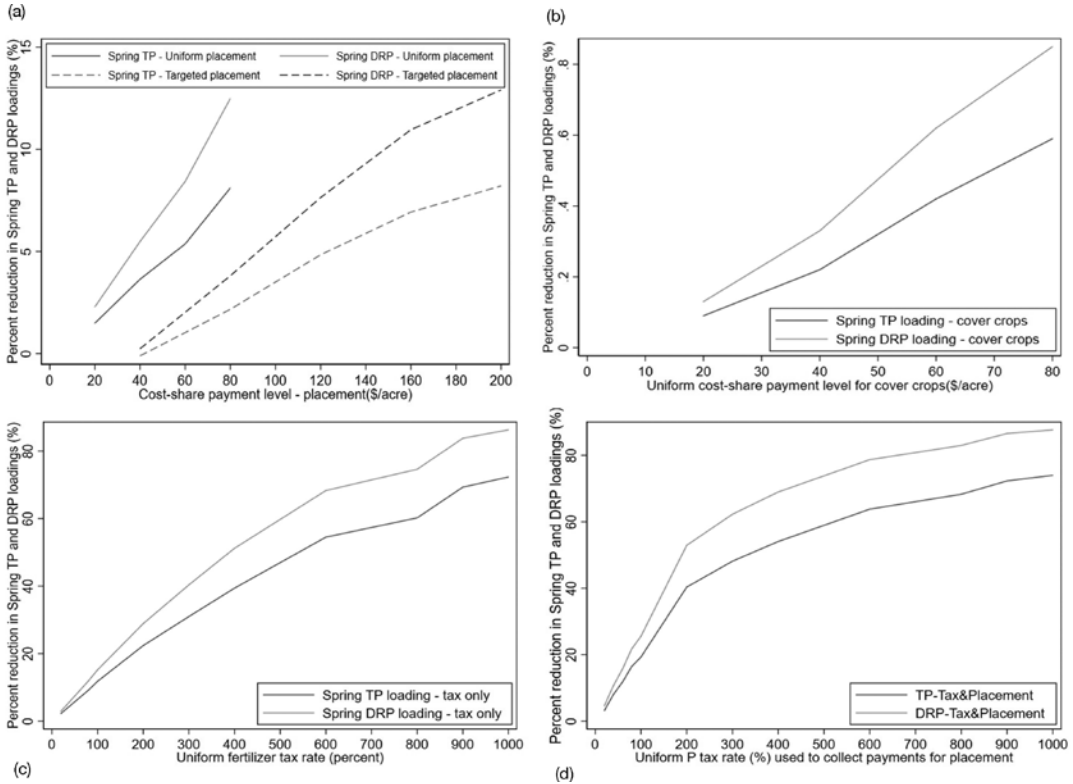 (a)
Percent reduction in Spring TP and DRP loadings (%)
0 5 10 15
Spring TP - Uniform placement
Spring DRP - Uniform placement
Spring TP - Targeted placement
Spring DRP - Targeted placement
0 20 40 60 80 100 120 140 160 180 200
Cost-share payment level - placement($/acre)
(b)
Percent reduction in Spring TP and DRP loadings (%)
0 .2 .4 .6 .8
Spring TP loading - cover crops
Spring DRP loading - cover crops
0 10 20 30 40 50 60 70 80
Uniform cost-share payment level for cover crops($/acre)
Percent reduction in Spring TP and DRP loadings (%)
0 20 40 60 80
Spring TP loading - tax only
Spring DRP loading - tax only
0 100 200 300 400 500 600 700 800 900 1000
Uniform fertilizer tax rate (percent)
(c)
Percent reduction in Spring TP and DRP loadings (%)
0 20 40 60 80
TP-Tax&Placement
DRP-Tax&Placement
0 100 200 300 400 500 600 700 800 900 1000
Uniform P tax rate (%) used to collect payments for placement
(d)